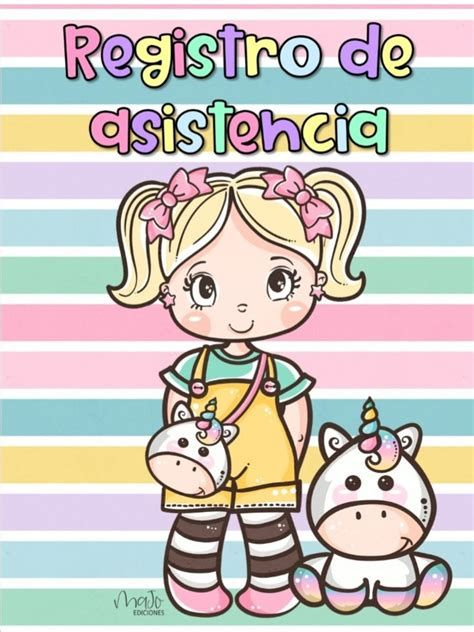 Registro de
asistencia
MaJo
EDICIONES